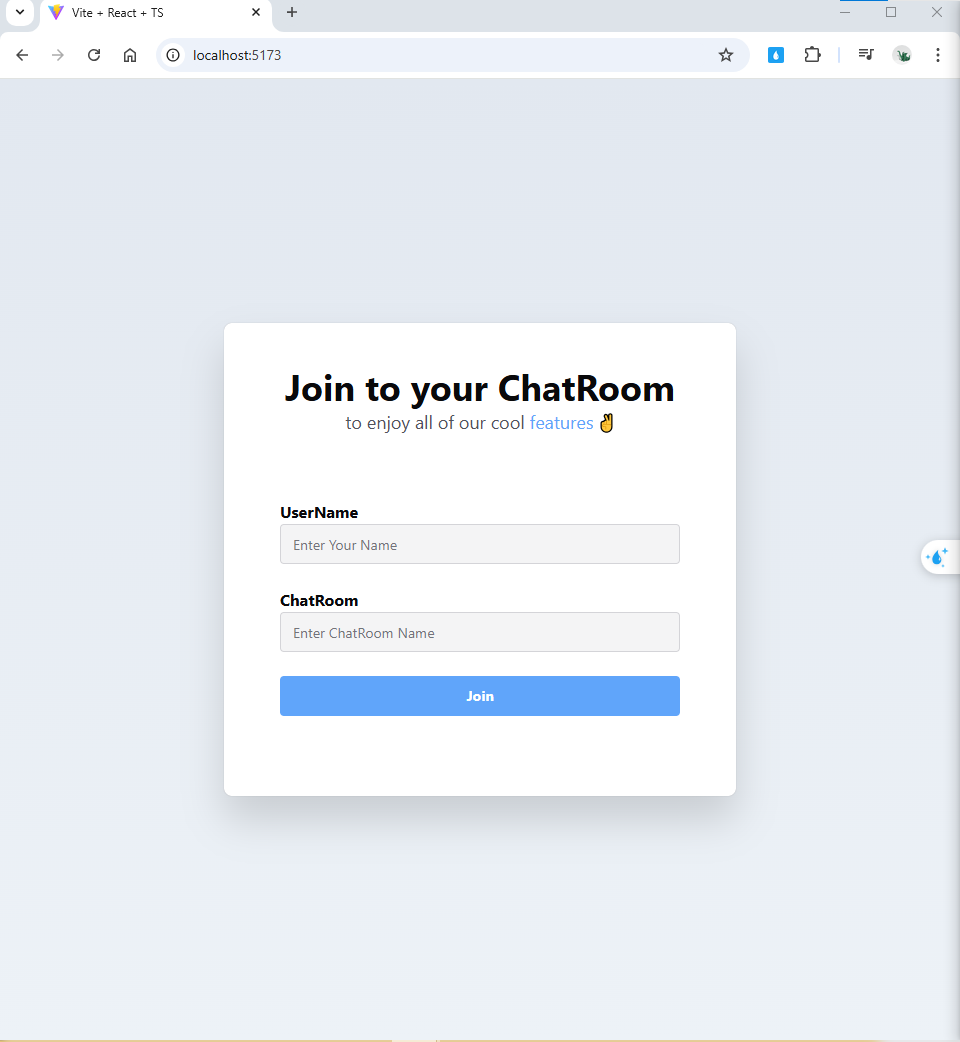 Vite + React + TS
localhost:5173
Join to your ChatRoom
to enjoy all of our cool features ✌
UserName
Enter Your Name
ChatRoom
Enter ChatRoom Name
Join